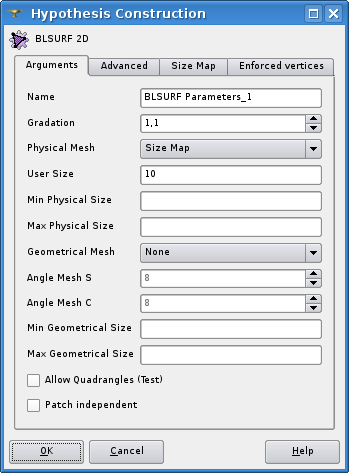 Hypothesis Construction
BLSURF 2D
Arguments Advanced Size Map Enforced vertices
Name BLSURF Parameters_1
Gradation 1,1
Physical Mesh Size Map
User Size 10
Min Physical Size
Max Physical Size
Geometrical Mesh None
Angle Mesh S 8
Angle Mesh C 8
Min Geometrical Size
Max Geometrical Size
Allow Quadrangles (Test)
Patch independent
OK Cancel Help